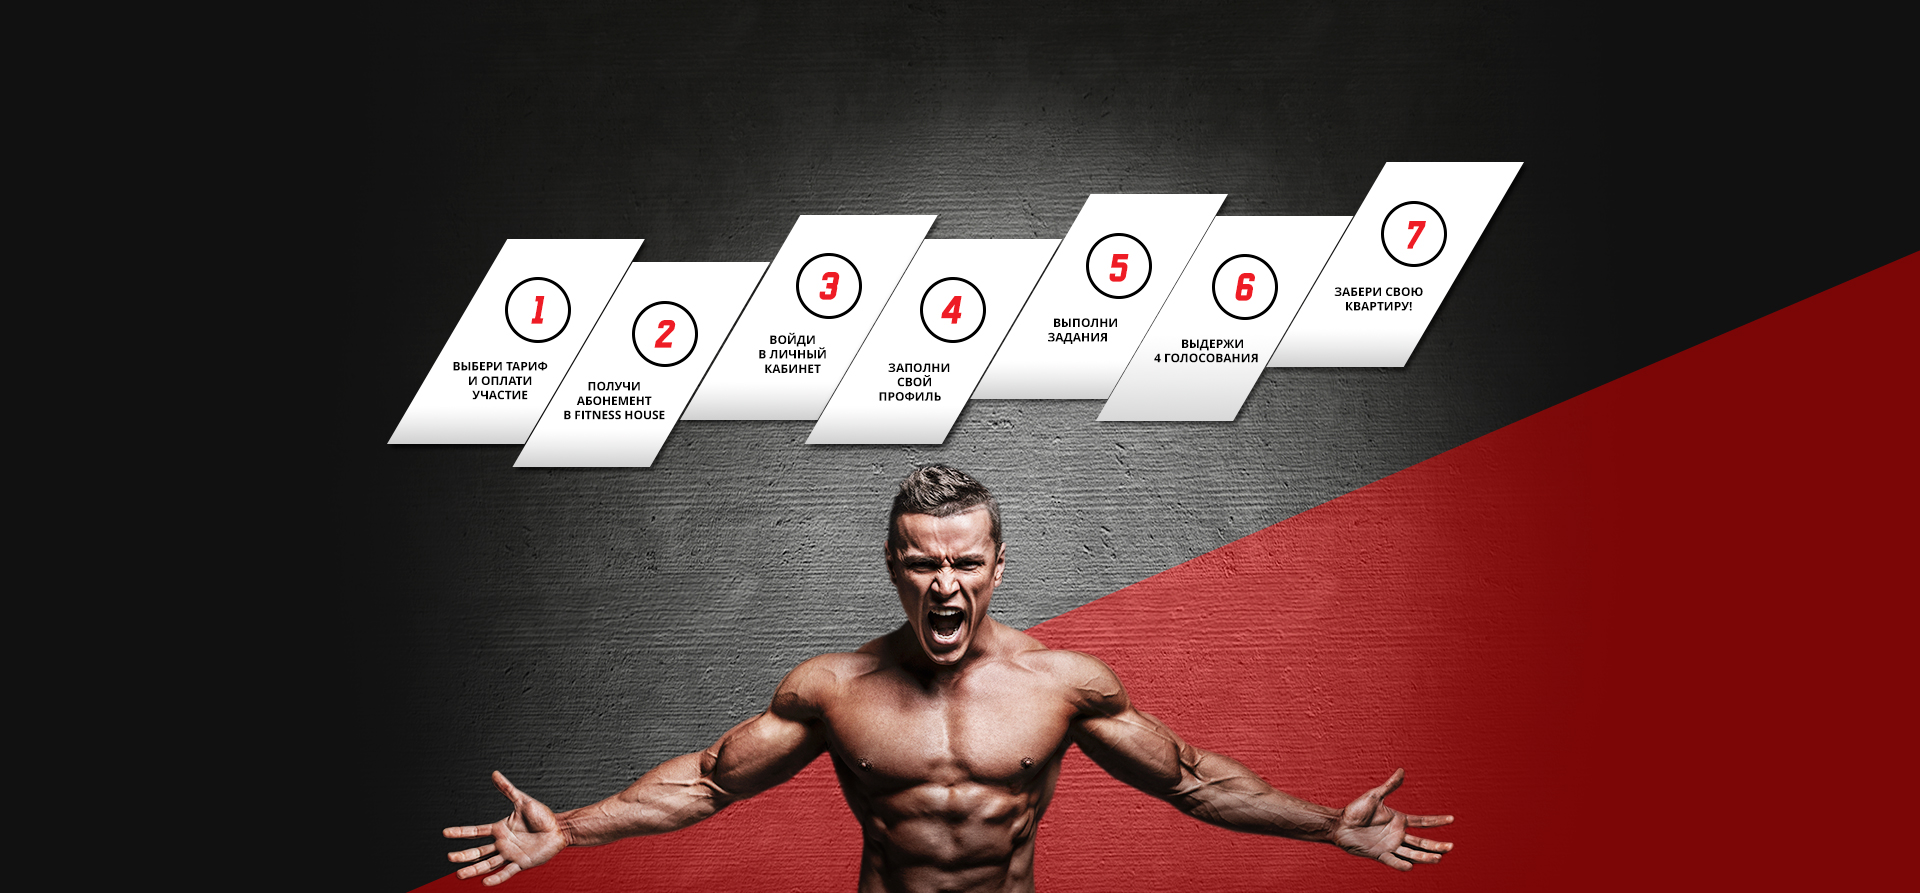 1
ВЫБЕРИ ТАРИФ
И ОПЛАТИ
УЧАСТИЕ
2
ПОЛУЧИ
АБОНЕМЕНТ
В FITNESS HOUSE
3
ВОЙДИ
В ЛИЧНЫЙ
КАБИНЕТ
4
ЗАПОЛНИ
СВОЙ
ПРОФИЛЬ
5
ВЫПОЛНИ
ЗАДАНИЯ
6
ВЫДЕРЖИ
4 ГОЛОСОВАНИЯ
7
ЗАБЕРИ СВОЮ
КВАРТИРУ!